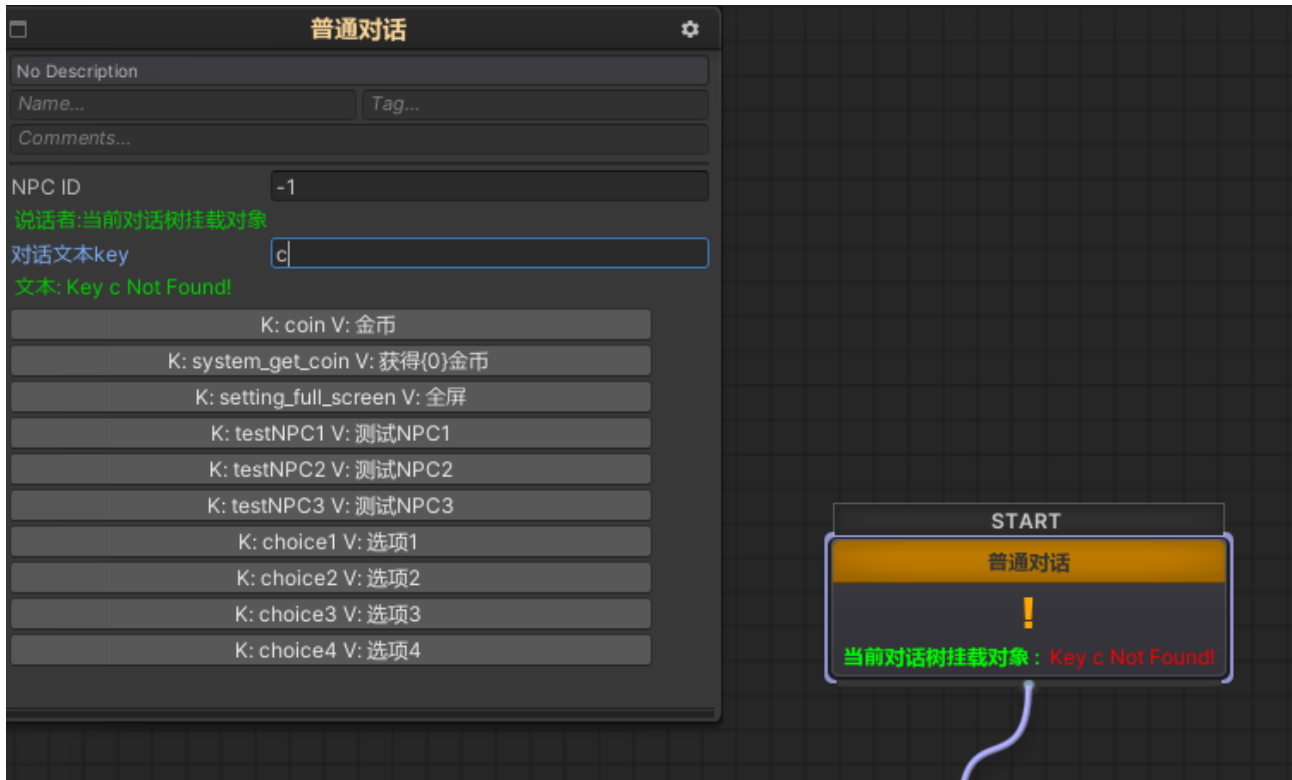 普通对话
No Description
Name... Tag...
Comments...
NPC ID -1
说话者:当前对话树挂载对象
对话文本key c
文本: Key c Not Found!
K: coin V: 金币
K: system_get_coin V: 获得{0}金币
K: setting_full_screen V: 全屏
K: testNPC1 V: 测试NPC1
K: testNPC2 V: 测试NPC2
K: testNPC3 V: 测试NPC3
K: choice1 V: 选项1
K: choice2 V: 选项2
K: choice3 V: 选项3
K: choice4 V: 选项4
START
普通对话
!
当前对话树挂载对象 : Key c Not Found!